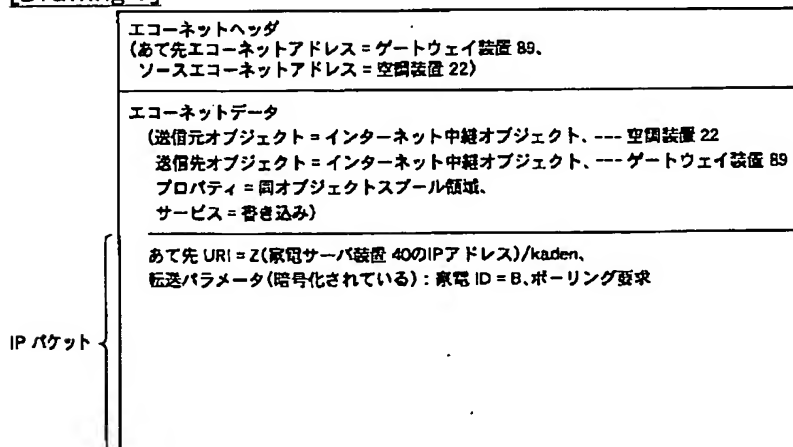 エコーネットヘッダ
(あて先エコーネットアドレス = ゲートウェイ装置 89、
ソースエコーネットアドレス = 空調装置 22)
エコーネットデータ
(送信元オブジェクト = インターネット中継オブジェクト、--- 空調装置 22
送信先オブジェクト = インターネット中継オブジェクト、--- ゲートウェイ装置 89
プロパティ = 同オブジェクトスプール領域、
サービス = 書き込み)
あて先 URI = Z(家電サーバ装置 40のIPアドレス)/kaden、
転送パラメータ(暗号化されている) : 家電 ID = B、ポーリング要求
IP パケット